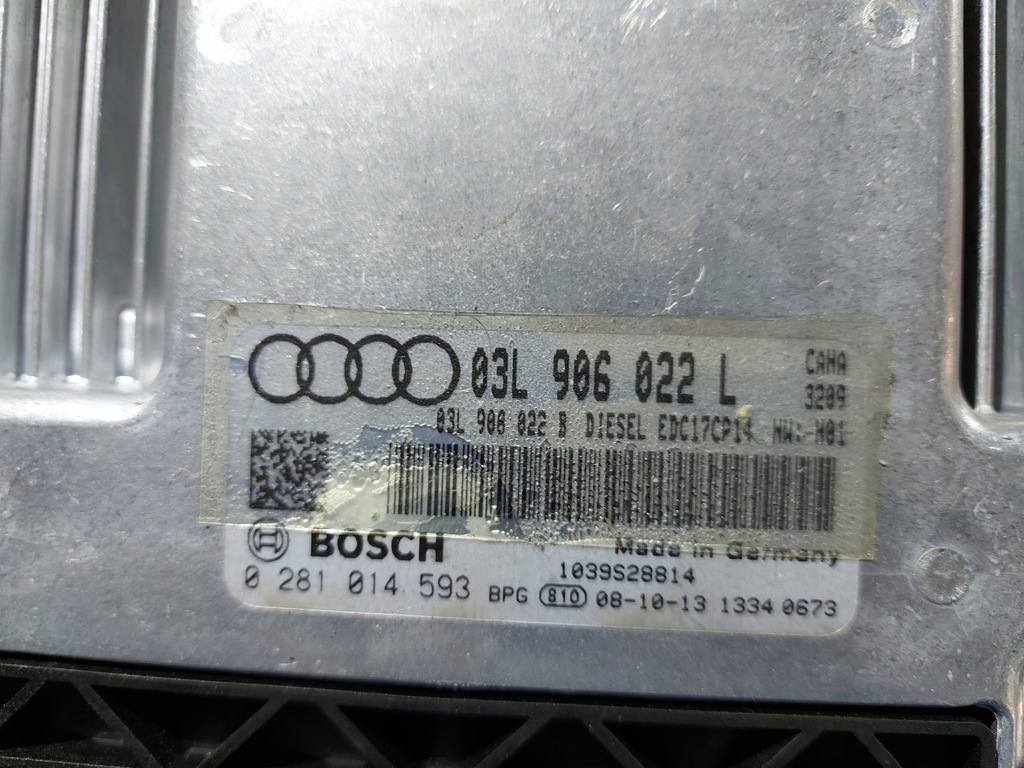 03L 906 022 L CAHA
3209
03L 906 022 B DIESEL EDC17CP14 HW:-H01
BOSCH Made in Germany
1039S28814
0 281 014 593 BPG 810 08-10-13 1334 0673